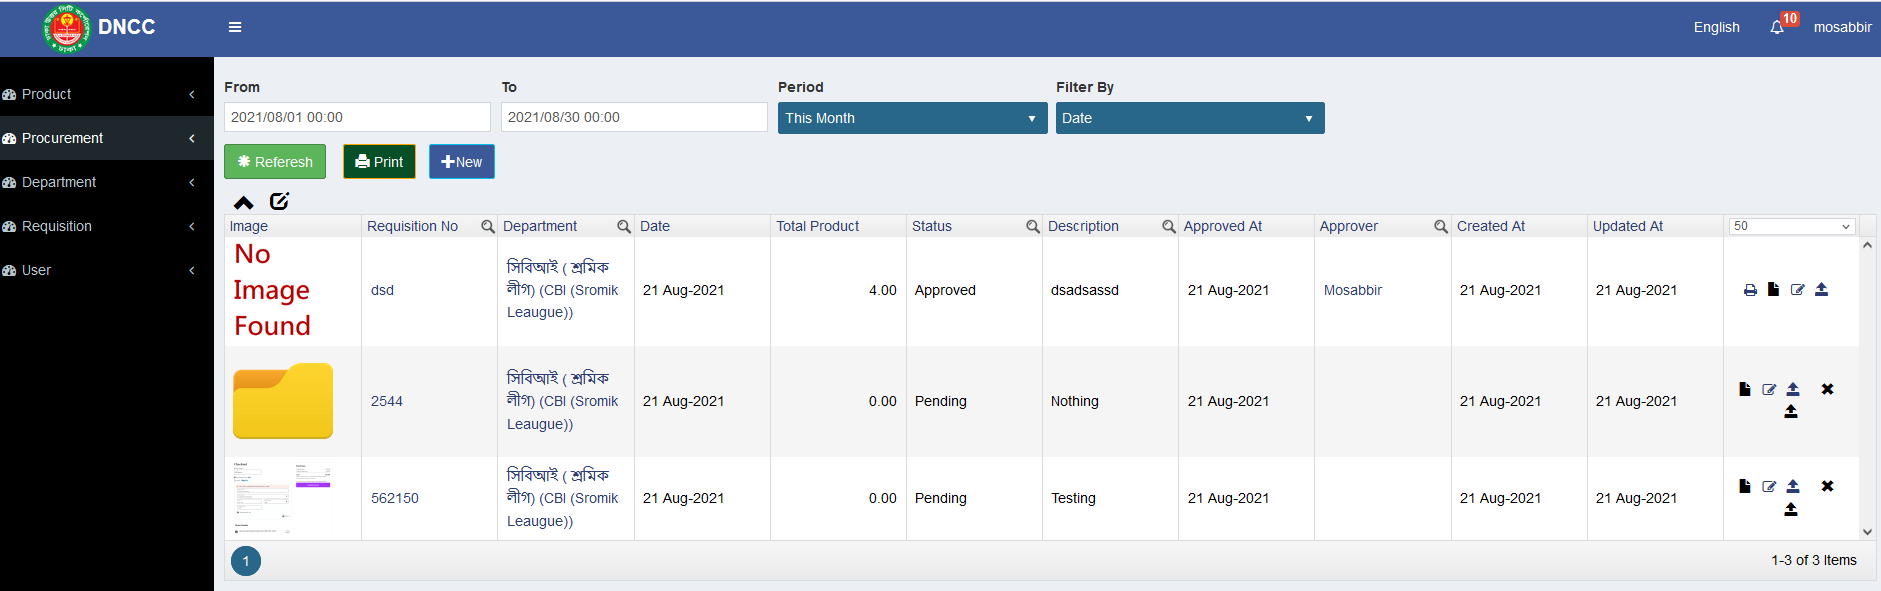 DNCC
English
10
mosabbir
Product
Procurement
Department
Requisition
User
From
To
Period
Filter By
2021/08/01 00:00
2021/08/30 00:00
This Month
Date
Referesh
Print
New
Image
Requisition No
Department
Date
Total Product
Status
Description
Approved At
Approver
Created At
Updated At
50
No
Image
Found
dsd
সিবিআই ( শ্রমিক
লীগ) (CBI (Sromik
Leaugue))
21 Aug-2021
4.00
Approved
dsadsassd
21 Aug-2021
Mosabbir
21 Aug-2021
21 Aug-2021
2544
সিবিআই ( শ্রমিক
লীগ) (CBI (Sromik
Leaugue))
21 Aug-2021
0.00
Pending
Nothing
21 Aug-2021
21 Aug-2021
21 Aug-2021
562150
সিবিআই ( শ্রমিক
লীগ) (CBI (Sromik
Leaugue))
21 Aug-2021
0.00
Pending
Testing
21 Aug-2021
21 Aug-2021
21 Aug-2021
1
1-3 of 3 Items